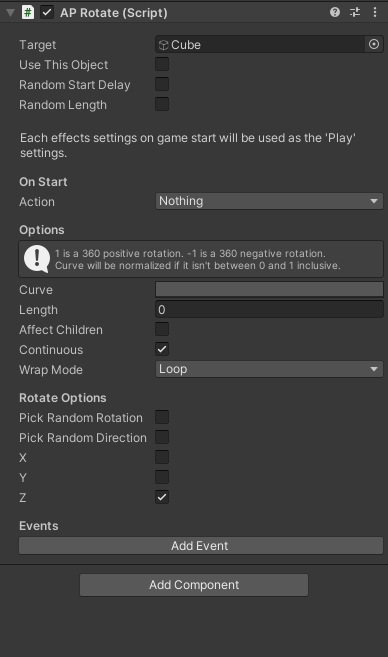 AP Rotate (Script)
Target Cube
Use This Object
Random Start Delay
Random Length
Each effects settings on game start will be used as the 'Play'
settings.
On Start
Action Nothing
Options
1 is a 360 positive rotation. -1 is a 360 negative rotation.
Curve will be normalized if it isn't between 0 and 1 inclusive.
Curve
Length 0
Affect Children
Continuous
Wrap Mode Loop
Rotate Options
Pick Random Rotation
Pick Random Direction
X
Y
Z
Events
Add Event
Add Component